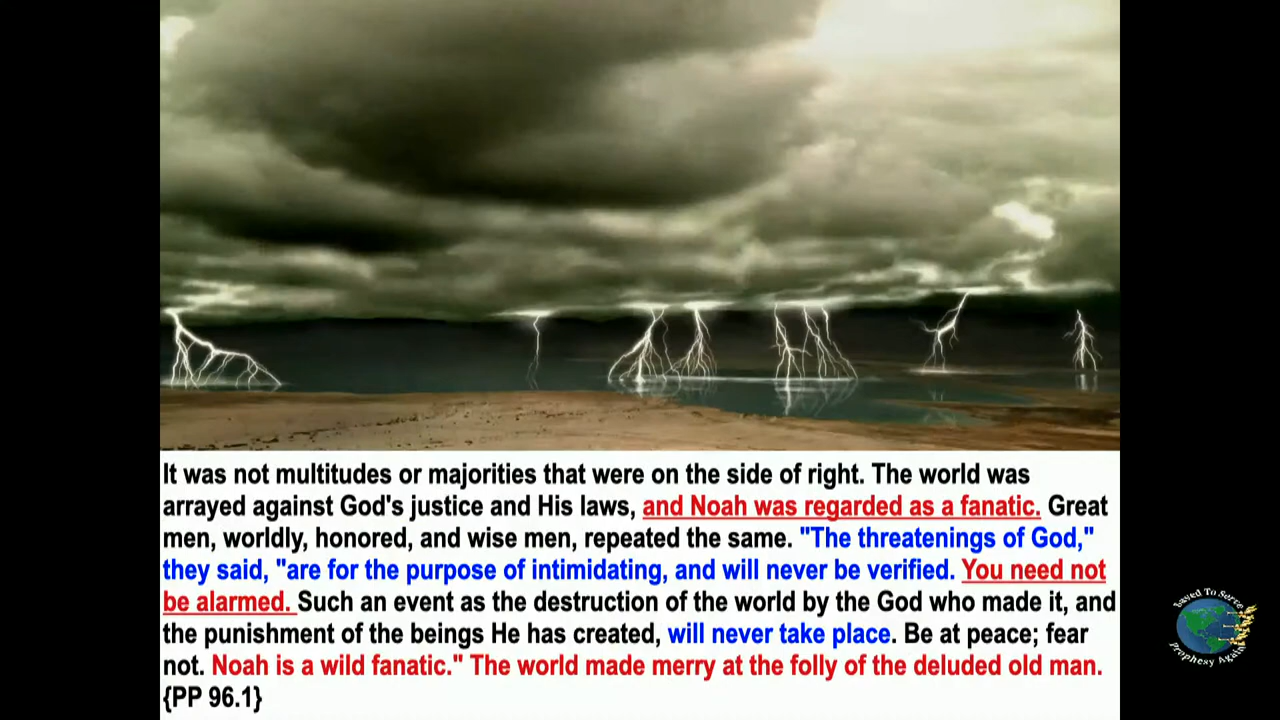 It was not multitudes or majorities that were on the side of right. The world was
arrayed against God's justice and His laws, and Noah was regarded as a fanatic. Great
men, worldly, honored, and wise men, repeated the same. "The threatenings of God,"
they said, "are for the purpose of intimidating, and will never be verified. You need not
be alarmed. Such an event as the destruction of the world by the God who made it, and
the punishment of the beings He has created, will never take place. Be at peace; fear
not. Noah is a wild fanatic." The world made merry at the folly of the deluded old man.
{PP 96.1}
To Serve
Prophesy Again